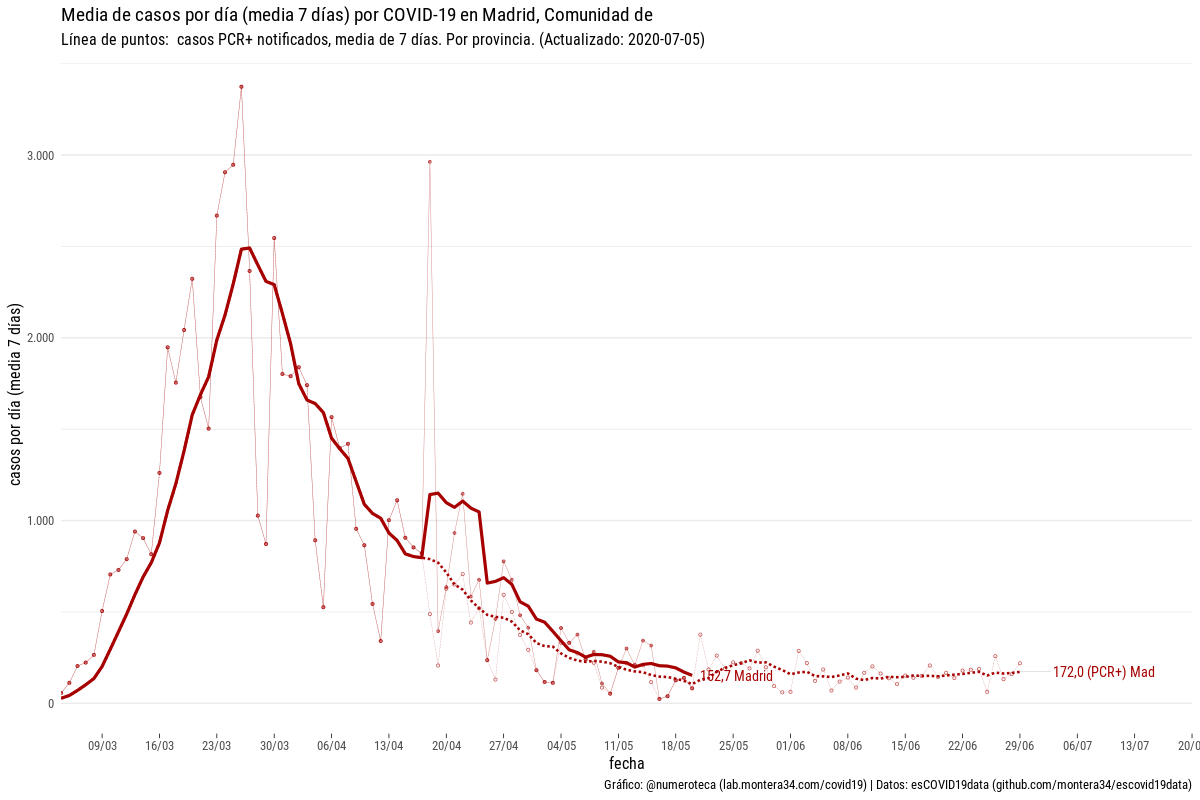 Media de casos por día (media 7 días) por COVID-19 en Madrid, Comunidad de
Línea de puntos:  casos PCR+ notificados, media de 7 días. Por provincia. (Actualizado: 2020-07-05)
casos por día (media 7 días)
3.000
2.000
1.000
0
152,7 Madrid
172,0 (PCR+) Mad
09/03 16/03 23/03 30/03 06/04 13/04 20/04 27/04 04/05 11/05 18/05 25/05 01/06 08/06 15/06 22/06 29/06 06/07 13/07 20/0
fecha
Gráfico: @numeroteca (lab.montera34.com/covid19) | Datos: esCOVID19data (github.com/montera34/escovid19data)